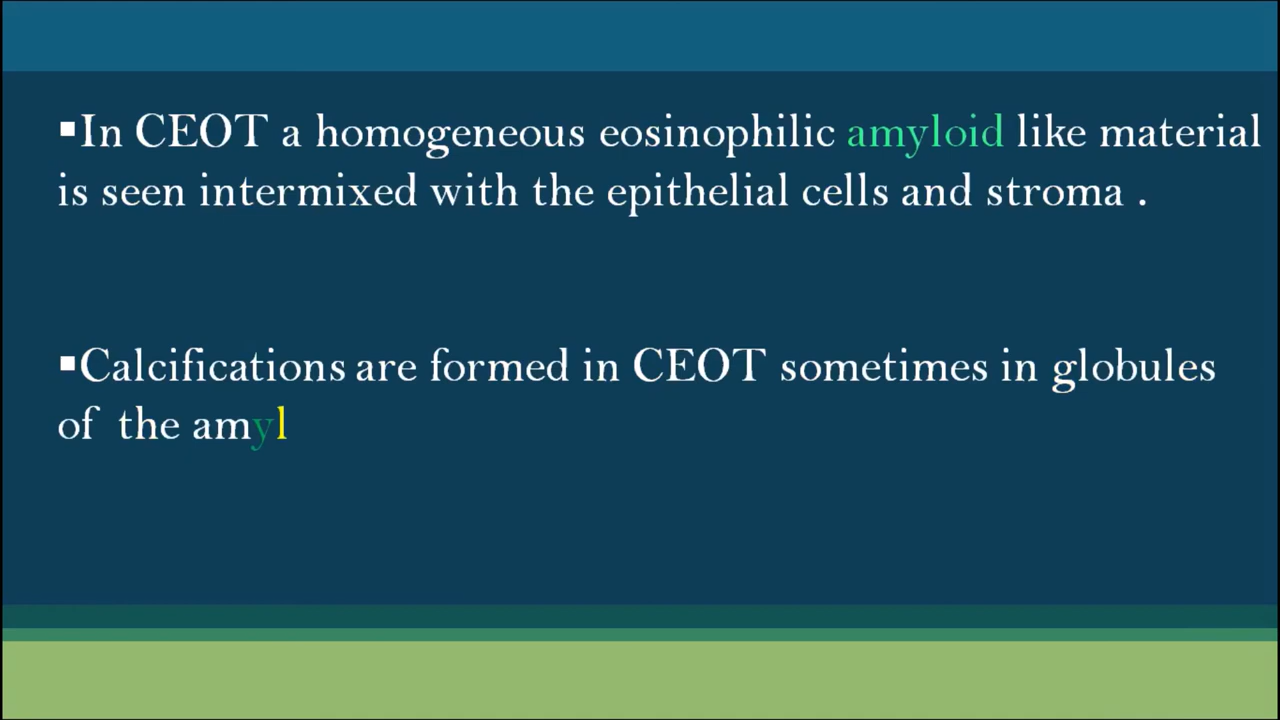 ▪In CEOT a homogeneous eosinophilic amyloid like material
is seen intermixed with the epithelial cells and stroma .
▪Calcifications are formed in CEOT sometimes in globules
of the amyl